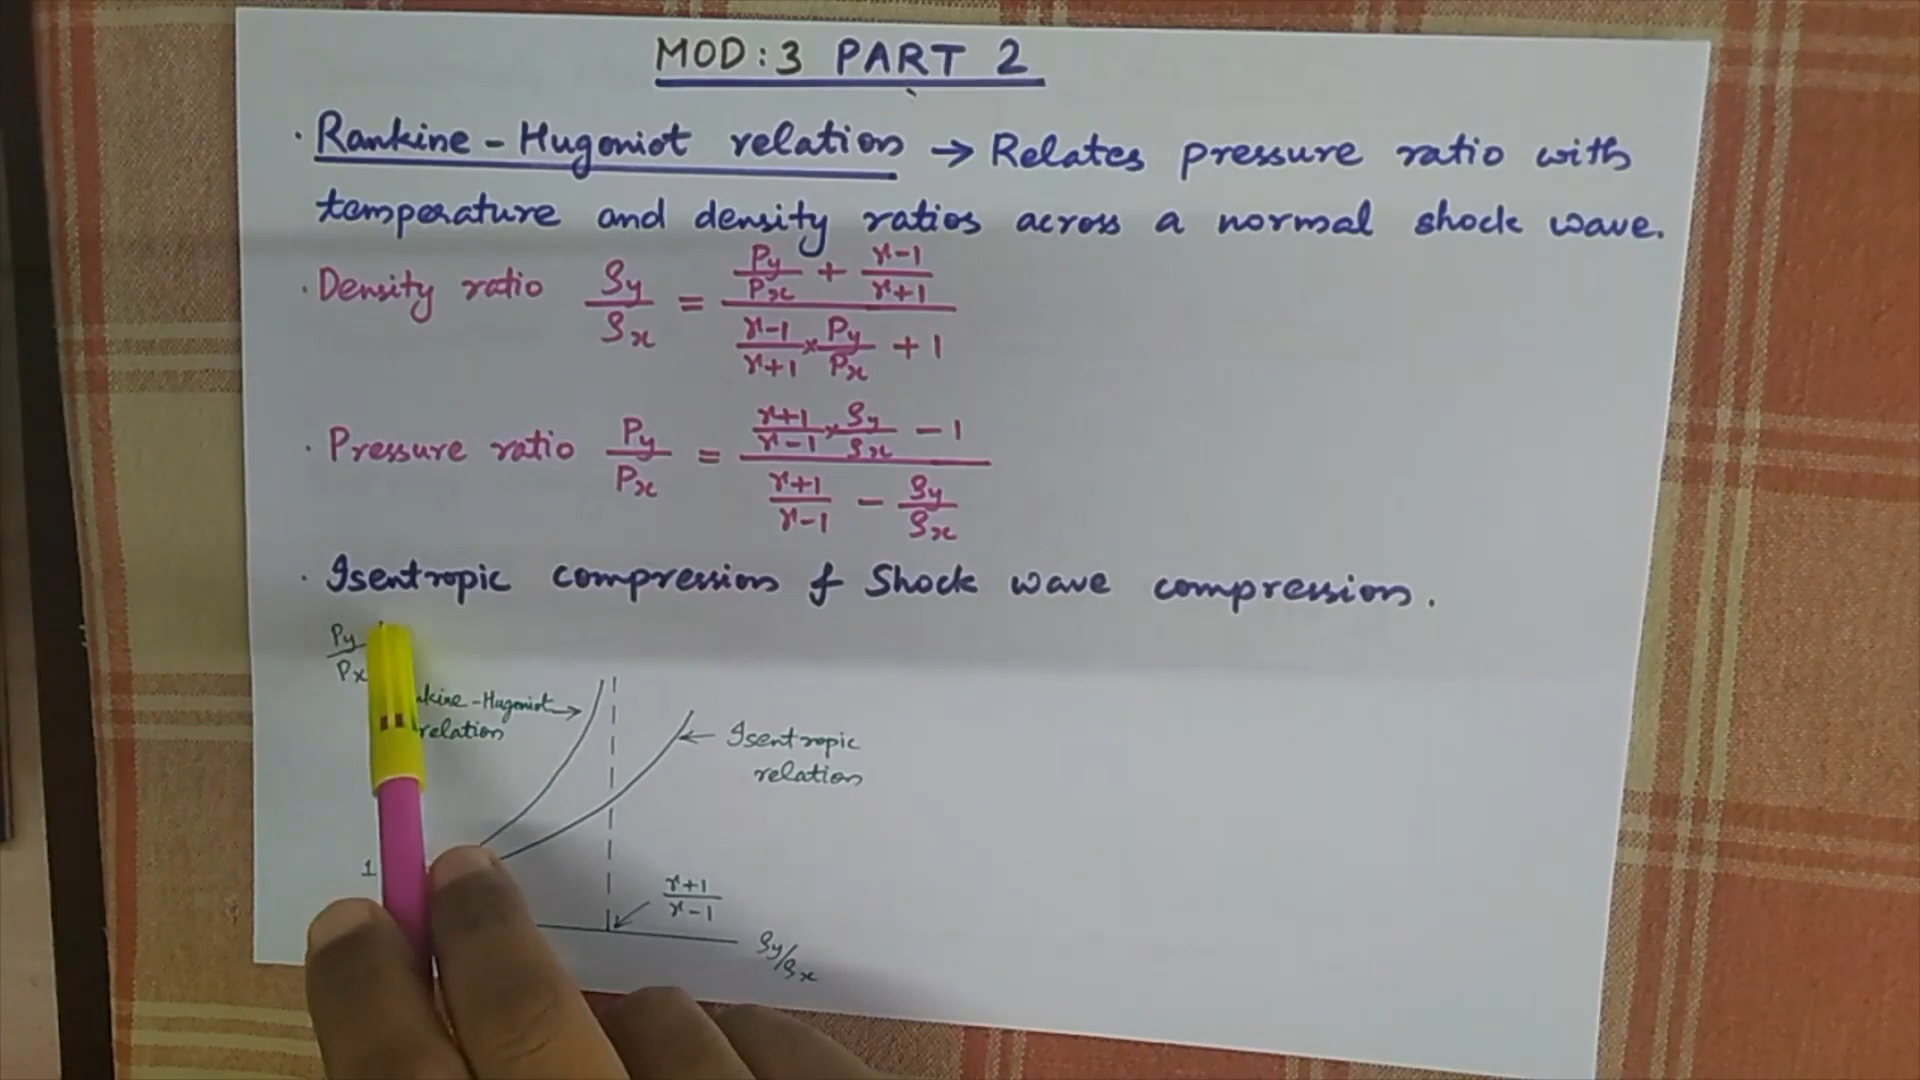 MOD:3 PART 2
· Rankine-Hugoniot relation → Relates pressure ratio with
temperature and density ratios across a normal shock wave.
· Density ratio ρy/ρx = (Py/Px + (γ-1)/(γ+1)) / ((γ-1)/(γ+1) × Py/Px + 1)
· Pressure ratio Py/Px = ((γ+1)/(γ-1) × ρy/ρx - 1) / ((γ+1)/(γ-1) - ρy/ρx)
· Isentropic compression & Shock wave compression.
Py/Px
-Hugoniot →
relation
← Isentropic
relation
1
(γ+1)/(γ-1)
ρy/ρx